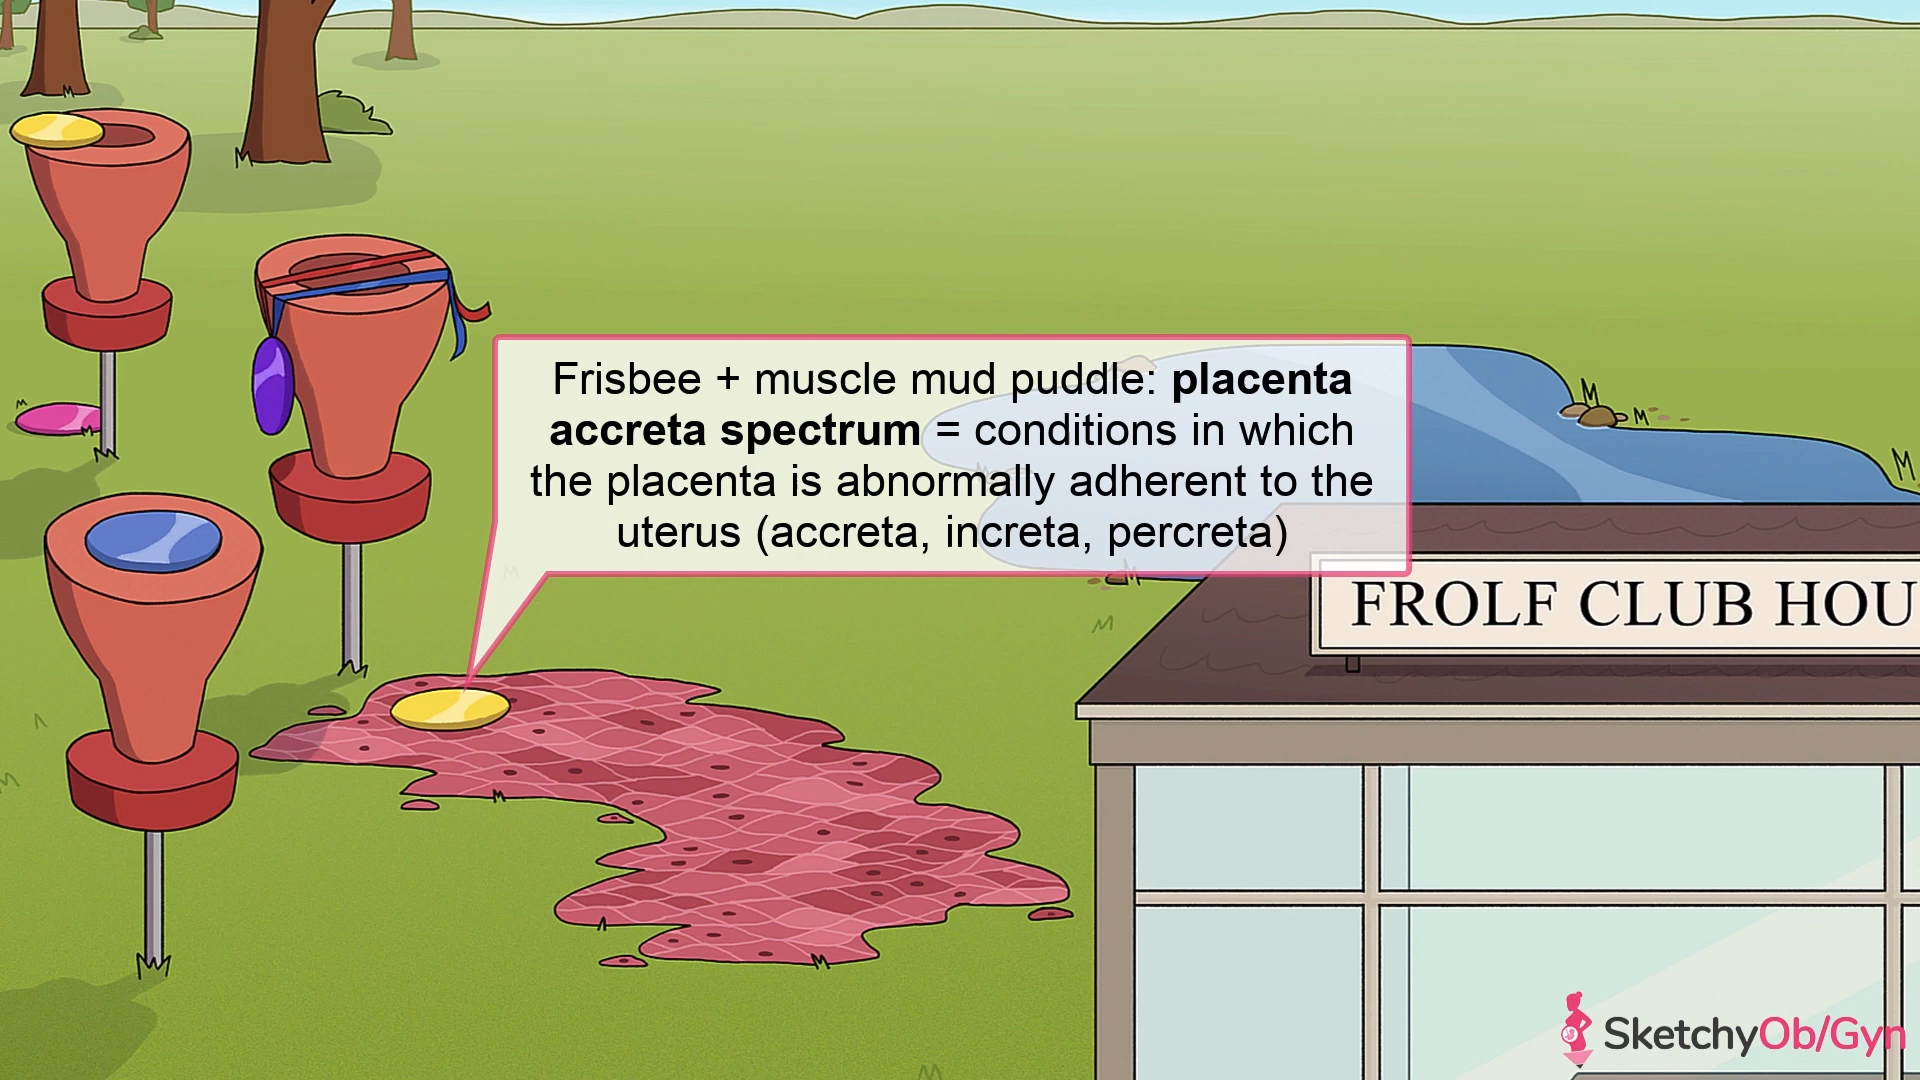 Frisbee + muscle mud puddle: placenta
accreta spectrum = conditions in which
the placenta is abnormally adherent to the
uterus (accreta, increta, percreta)
FROLF CLUB HOU
SketchyOb/Gyn